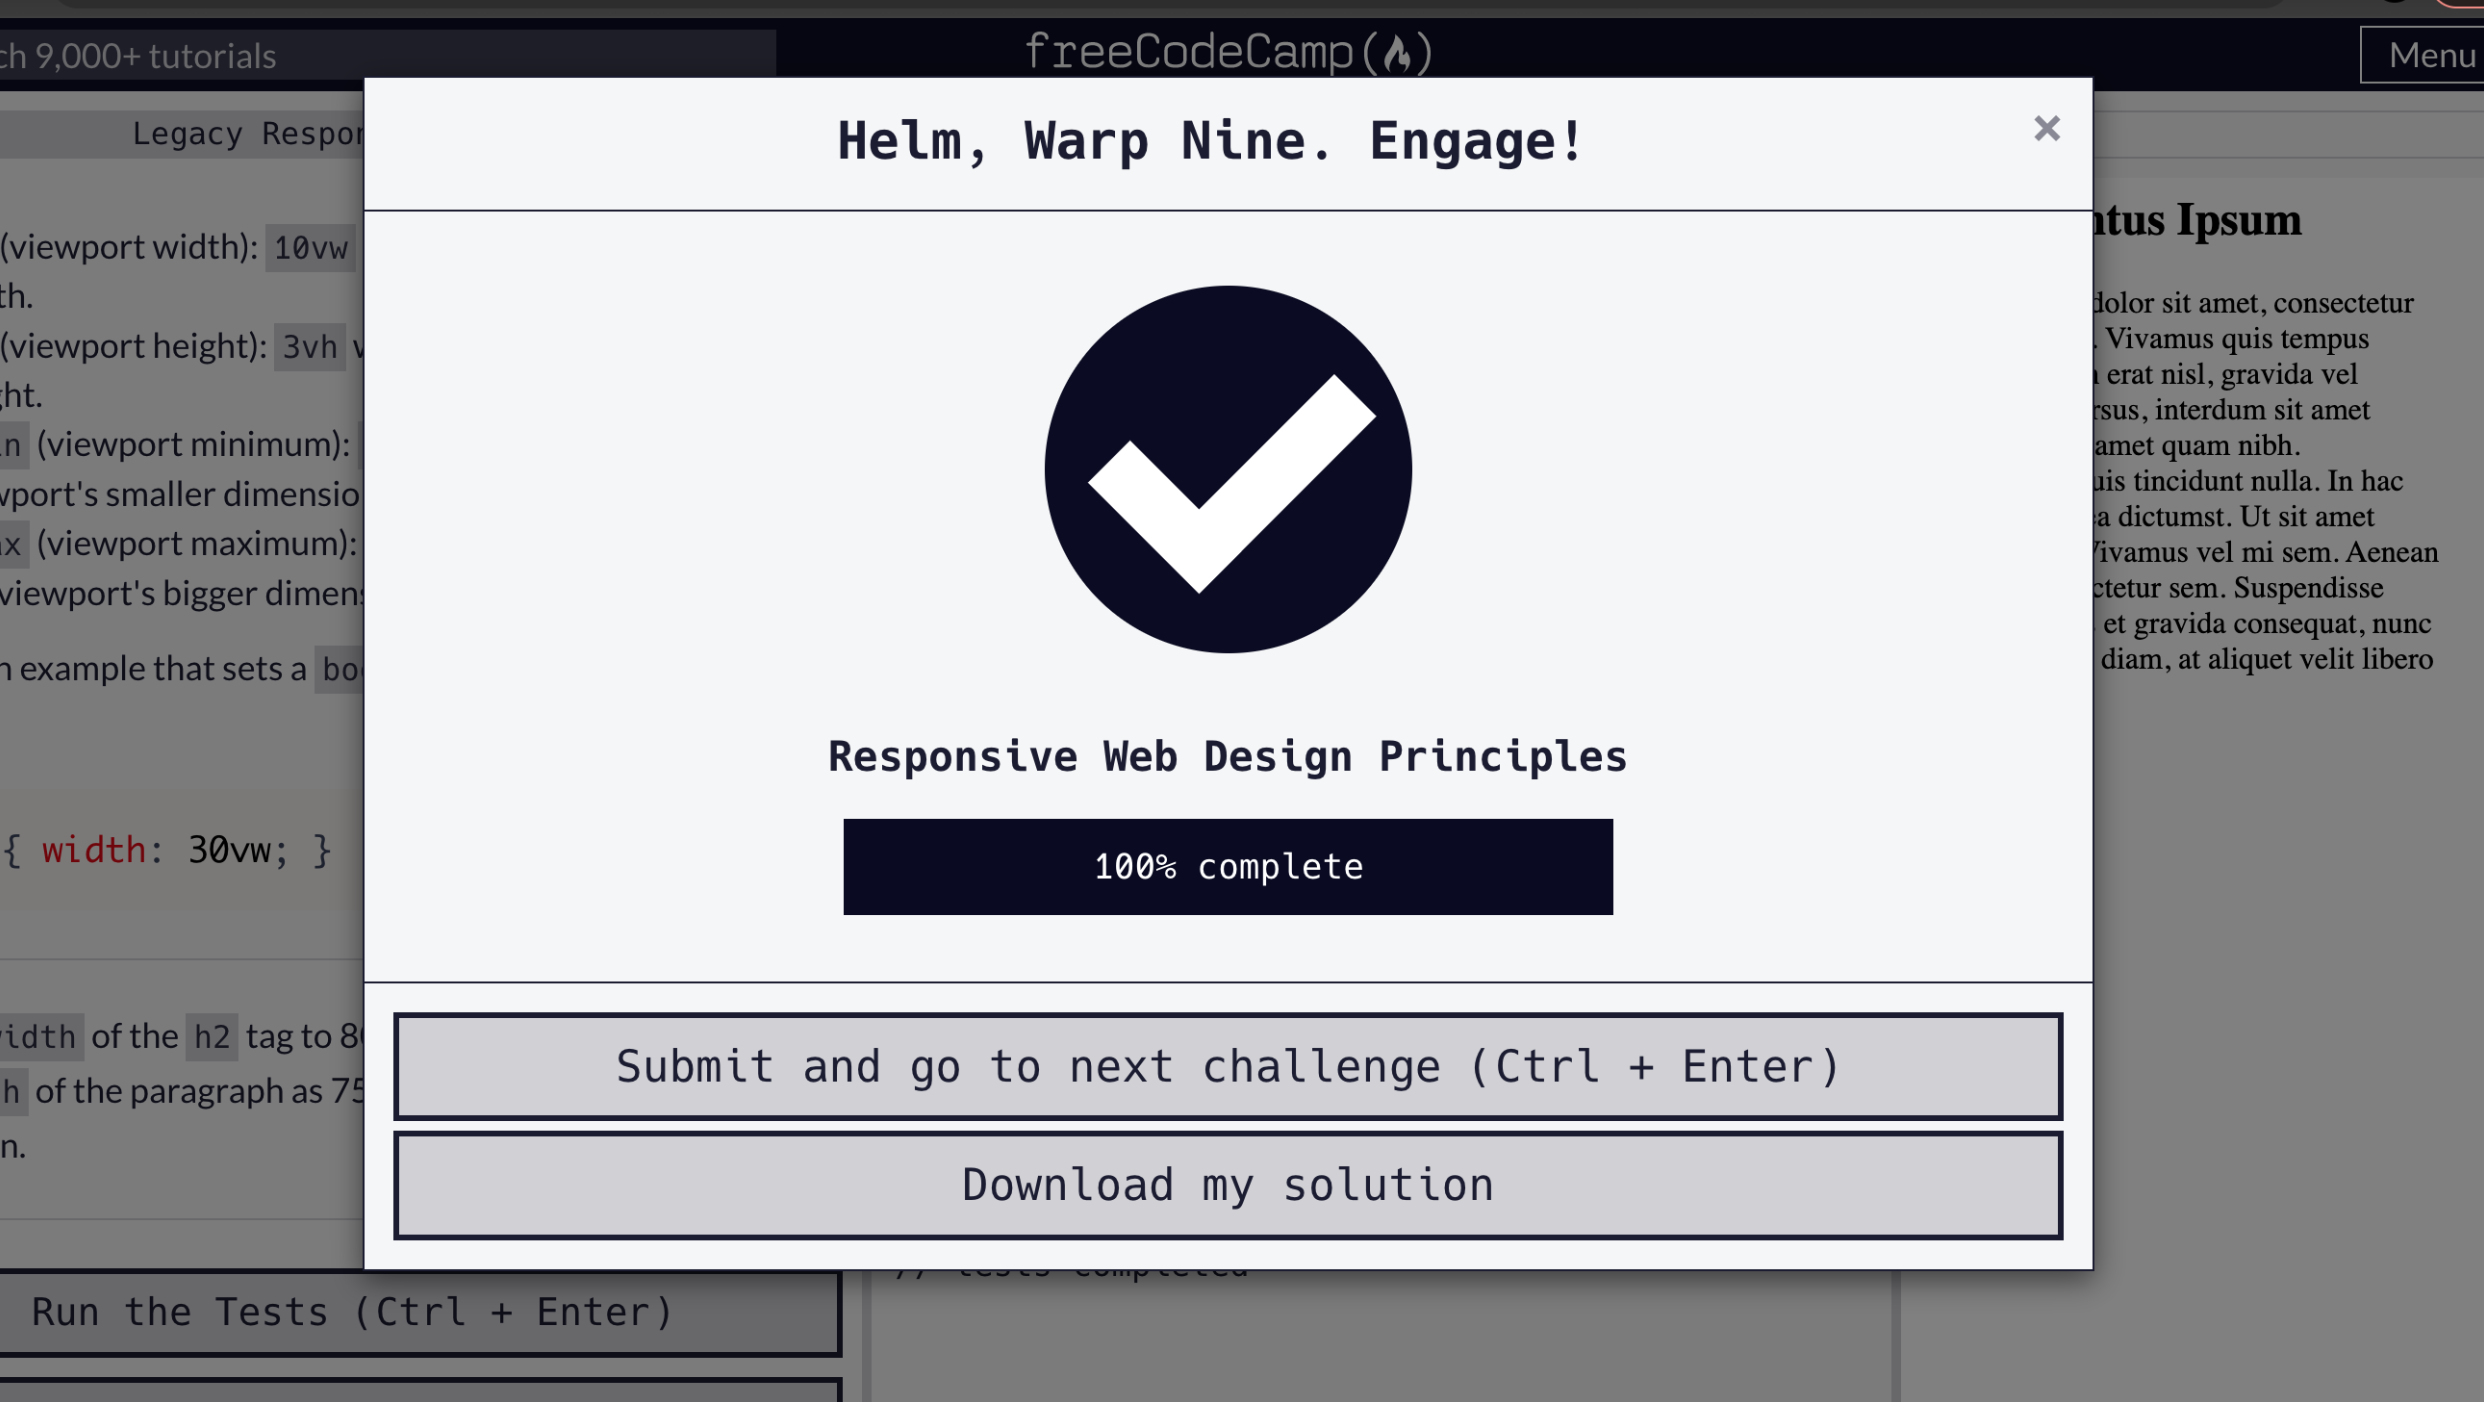 ch 9,000+ tutorials
freeCodeCamp
Menu
Legacy Respon
Helm, Warp Nine. Engage!
×
(viewport width): 10vw
th.
(viewport height): 3vh
ght.
in (viewport minimum):
vport's smaller dimensio
ax (viewport maximum):
viewport's bigger dimens
n example that sets a bo
{ width: 30vw; }
width of the h2 tag to 80
h of the paragraph as 75
n.
Responsive Web Design Principles
100% complete
Submit and go to next challenge (Ctrl + Enter)
Download my solution
Run the Tests (Ctrl + Enter)
// tests completed
ntus Ipsum
dolor sit amet, consectetur
. Vivamus quis tempus
erat nisl, gravida vel
rsus, interdum sit amet
amet quam nibh.
uis tincidunt nulla. In hac
ea dictumst. Ut sit amet
Vivamus vel mi sem. Aenean
ctetur sem. Suspendisse
et gravida consequat, nunc
diam, at aliquet velit libero